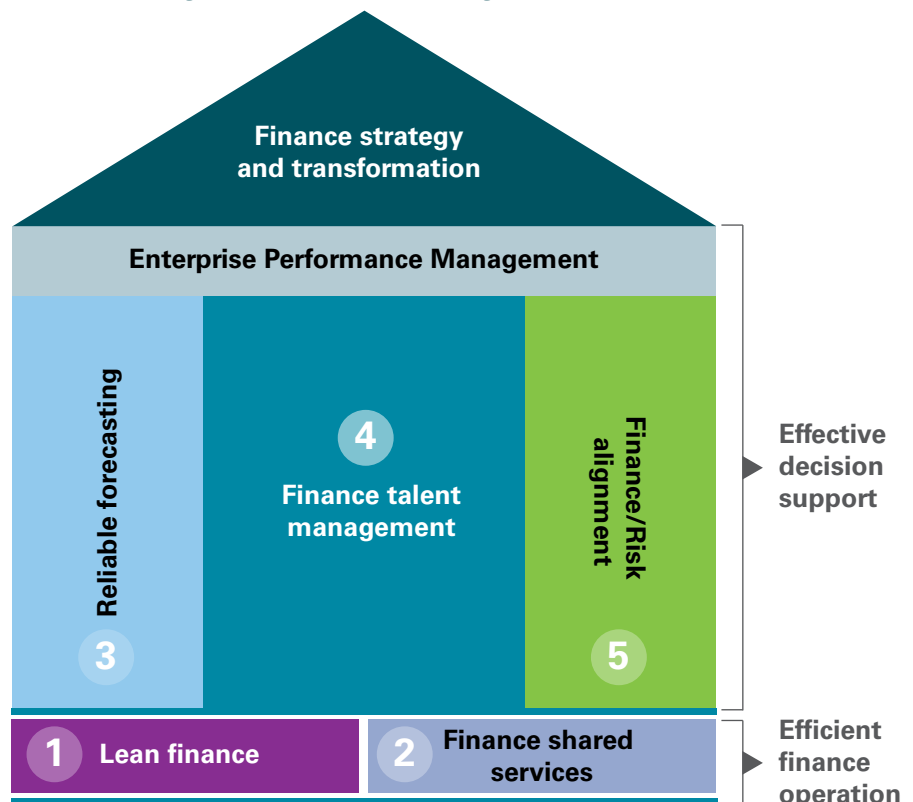 Finance strategy
and transformation
Enterprise Performance Management
Reliable forecasting
3
4
Finance talent
management
Finance/Risk
alignment
5
Effective
decision
support
1
Lean finance
2
Finance shared
services
Efficient
finance
operation